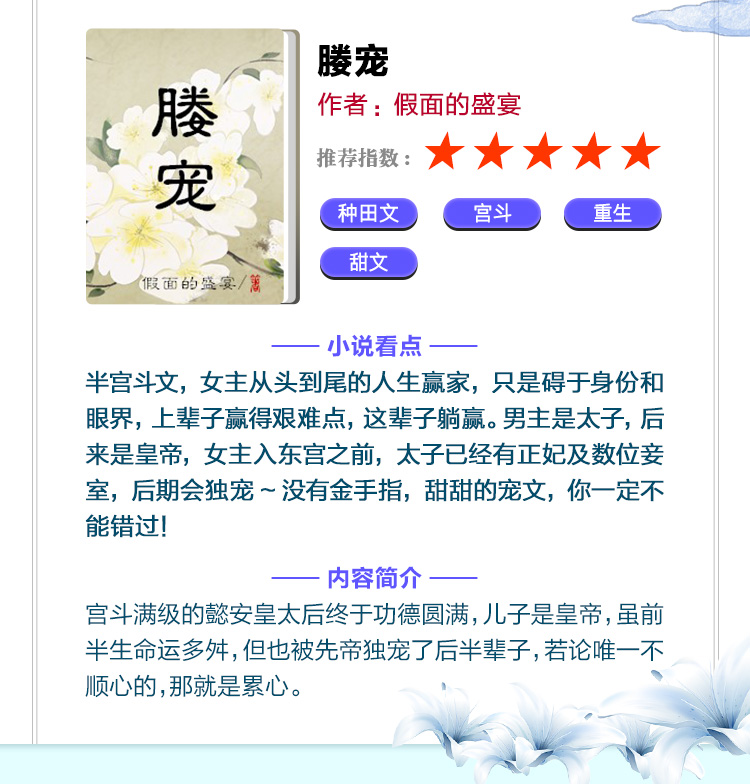 媵宠
媵
宠
作者：假面的盛宴
推荐指数：
种田文 宫斗 重生
甜文
假面的盛宴/著
小说看点
半宫斗文，女主从头到尾的人生赢家，只是碍于身份和
眼界，上辈子赢得艰难点，这辈子躺赢。男主是太子，后
来是皇帝，女主入东宫之前，太子已经有正妃及数位妾
室，后期会独宠～没有金手指，甜甜的宠文，你一定不
能错过！
内容简介
宫斗满级的懿安皇太后终于功德圆满，儿子是皇帝，虽前
半生命运多舛，但也被先帝独宠了后半辈子，若论唯一不
顺心的，那就是累心。